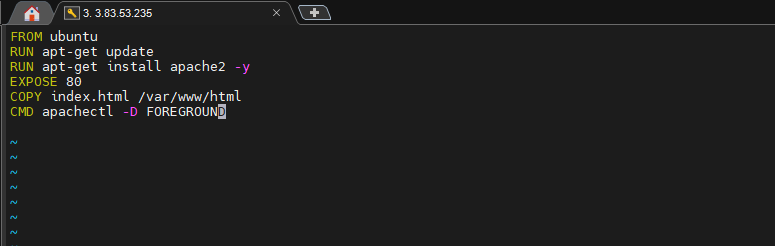 3. 3.83.53.235
FROM ubuntu
RUN apt-get update
RUN apt-get install apache2 -y
EXPOSE 80
COPY index.html /var/www/html
CMD apachectl -D FOREGROUND
~
~
~
~
~
~
~